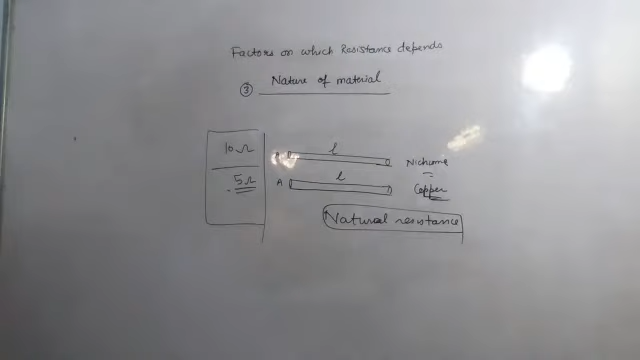 Factors on which Resistance depends
③ Nature of material
10Ω l Nichrome
5Ω A l Copper
Natural resistance